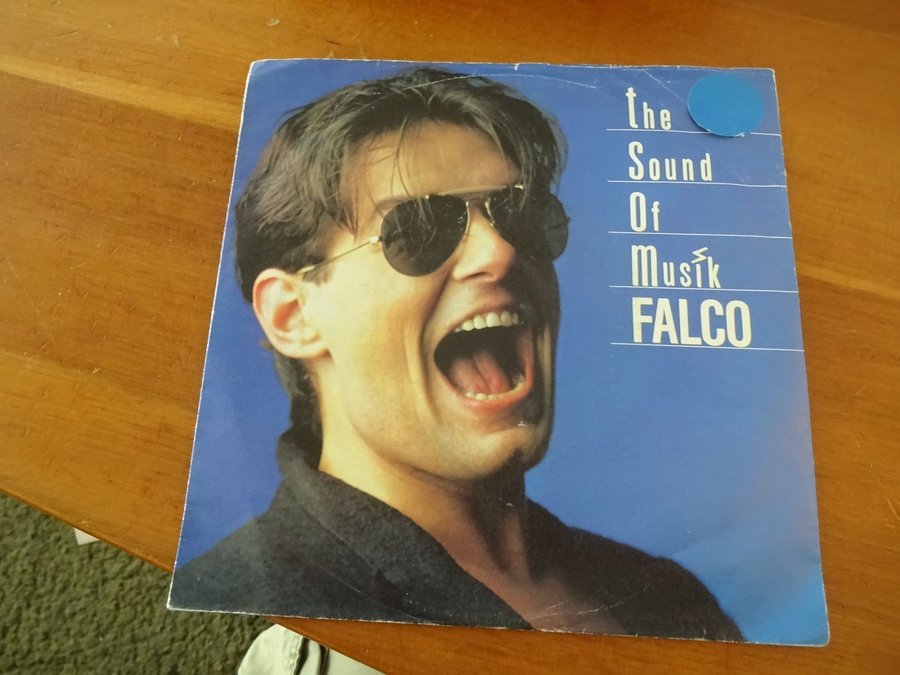 the
Sound
Of
musik
FALCO